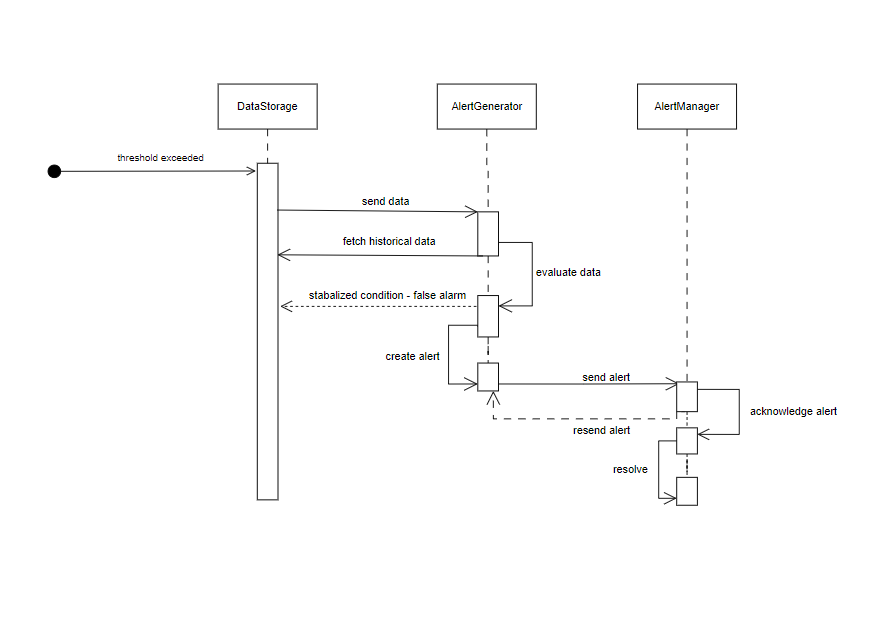 DataStorage
AlertGenerator
AlertManager
threshold exceeded
send data
fetch historical data
evaluate data
stabalized condition - false alarm
create alert
send alert
acknowledge alert
resend alert
resolve